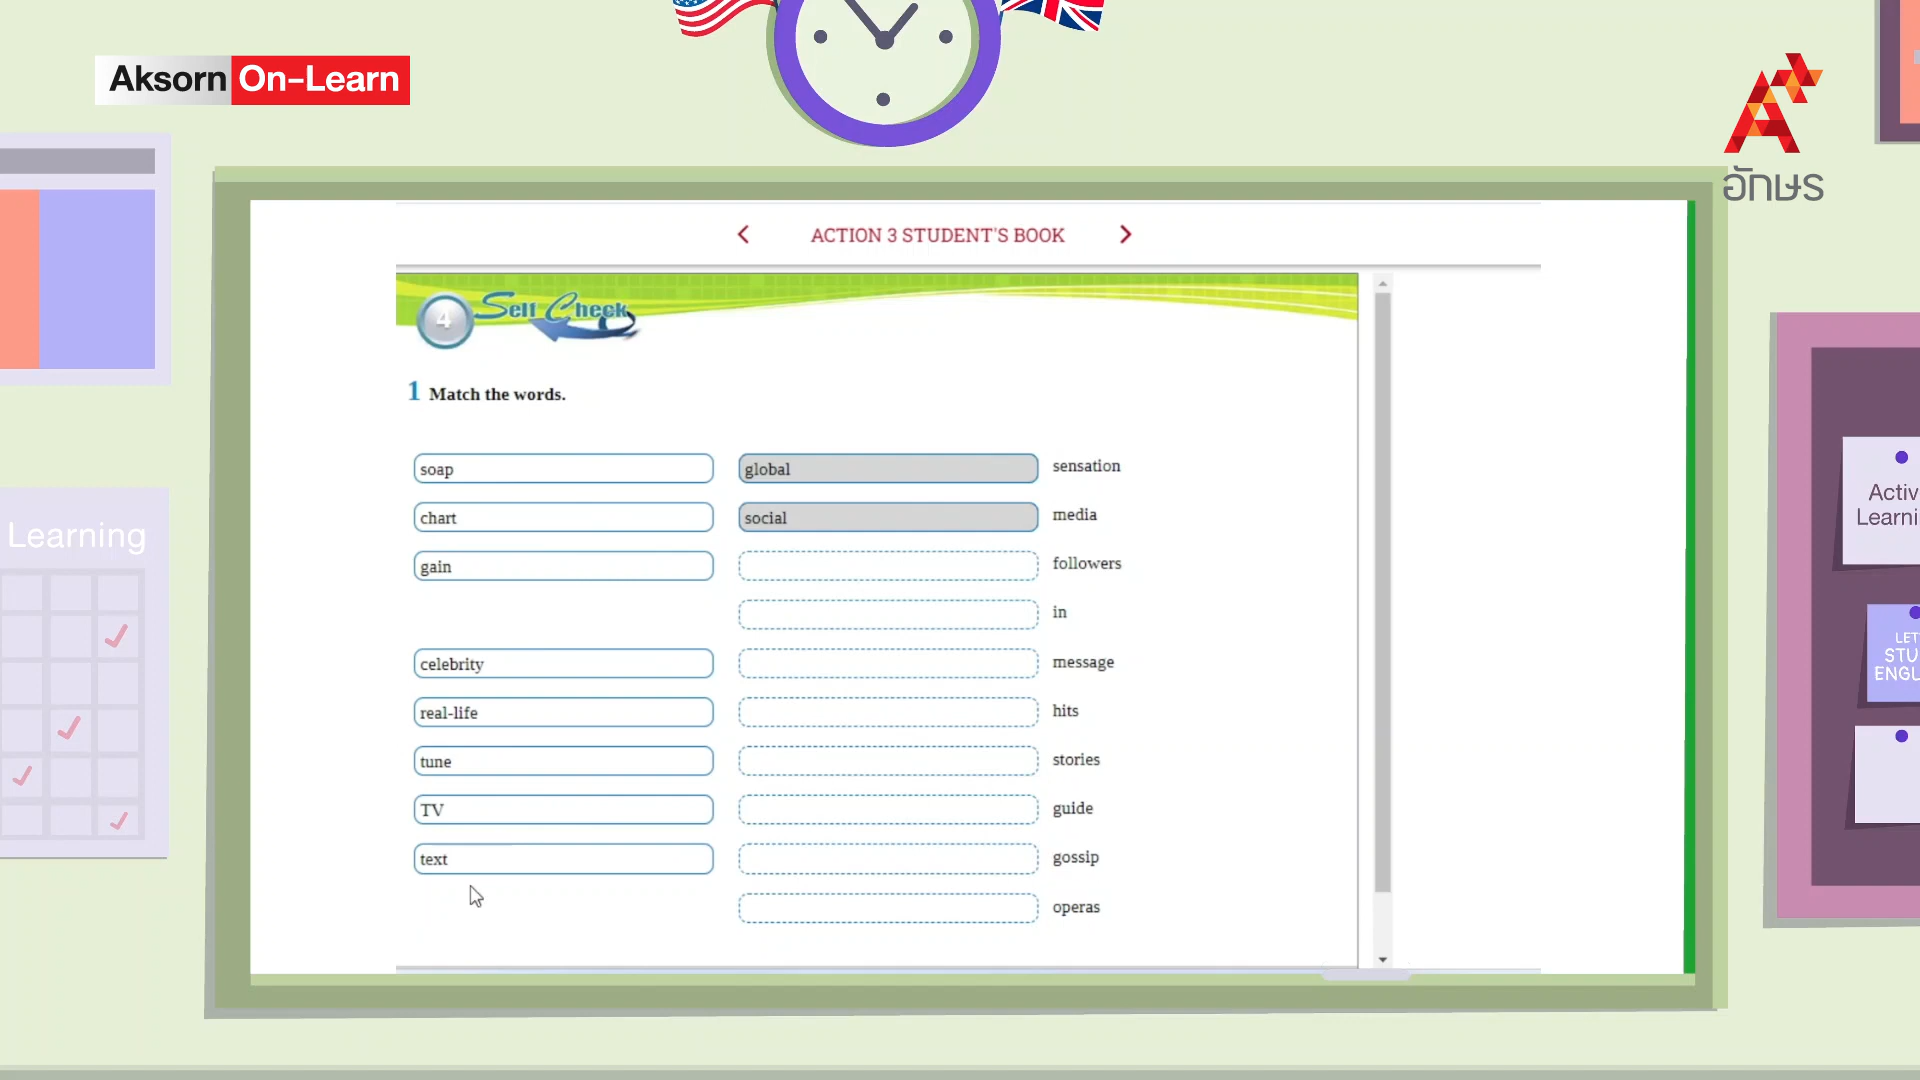 Aksorn On-Learn
อักษร
ACTION 3 STUDENT'S BOOK
4 Self Check
1 Match the words.
soap global sensation
chart social media
gain followers
in
celebrity message
real-life hits
tune stories
TV guide
text gossip
operas
Learning
Activ
Learni
LET
STU
ENGL